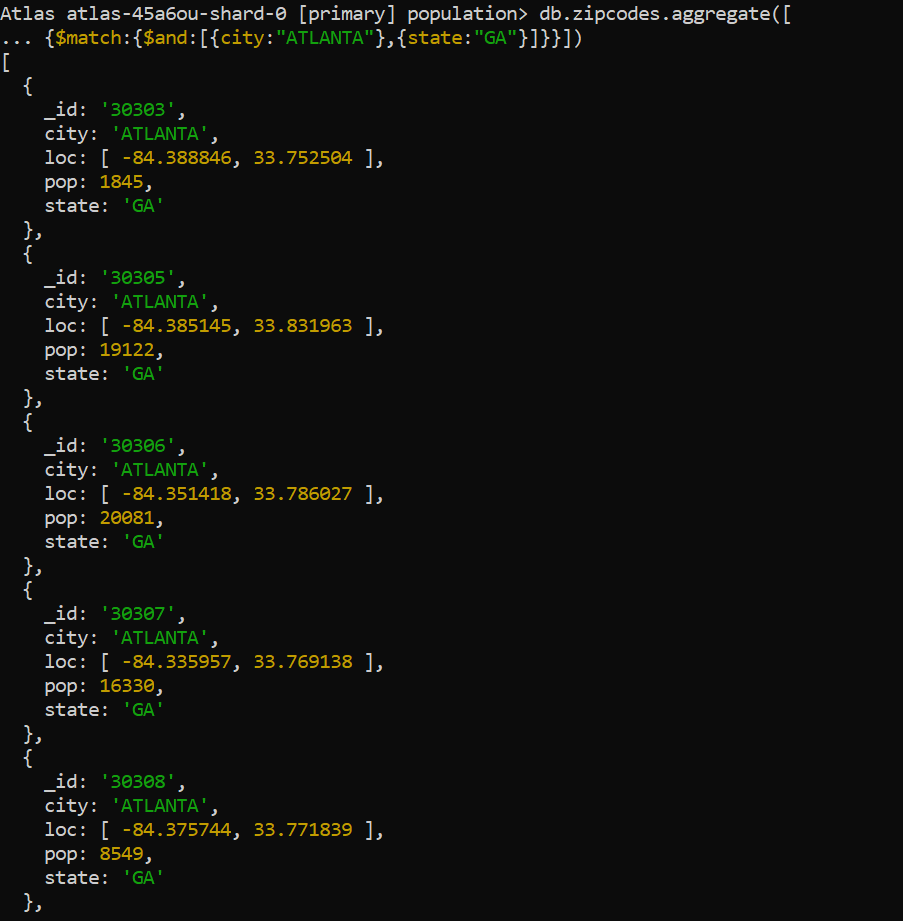 Atlas atlas-45a6ou-shard-0 [primary] population> db.zipcodes.aggregate([
... {$match:{$and:[{city:"ATLANTA"},{state:"GA"}]}}])
[
  {
    _id: '30303',
    city: 'ATLANTA',
    loc: [ -84.388846, 33.752504 ],
    pop: 1845,
    state: 'GA'
  },
  {
    _id: '30305',
    city: 'ATLANTA',
    loc: [ -84.385145, 33.831963 ],
    pop: 19122,
    state: 'GA'
  },
  {
    _id: '30306',
    city: 'ATLANTA',
    loc: [ -84.351418, 33.786027 ],
    pop: 20081,
    state: 'GA'
  },
  {
    _id: '30307',
    city: 'ATLANTA',
    loc: [ -84.335957, 33.769138 ],
    pop: 16330,
    state: 'GA'
  },
  {
    _id: '30308',
    city: 'ATLANTA',
    loc: [ -84.375744, 33.771839 ],
    pop: 8549,
    state: 'GA'
  },